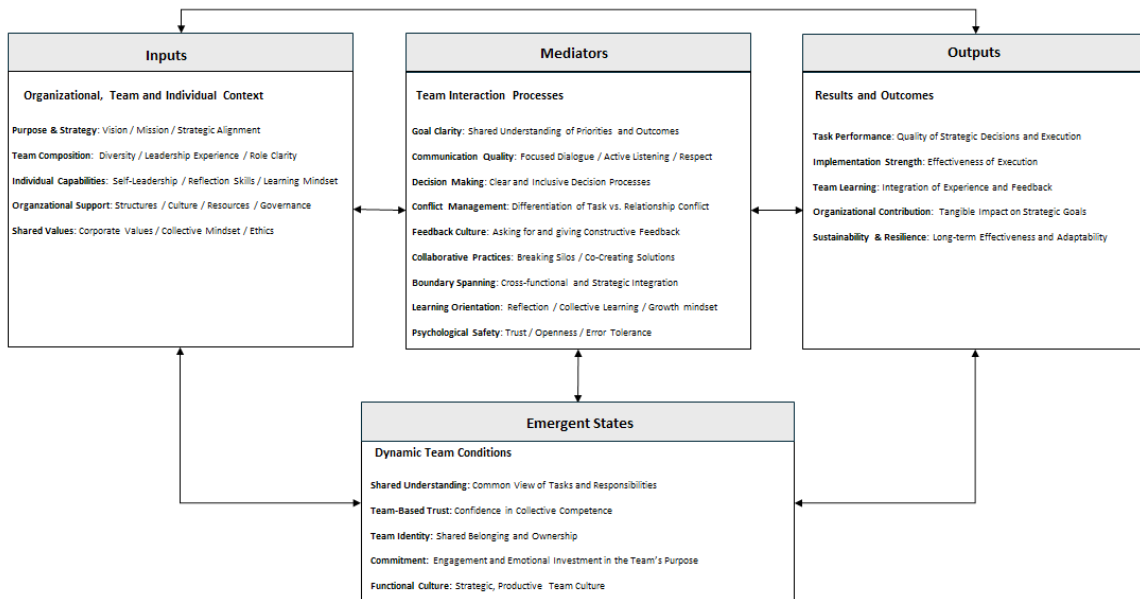 Inputs
Organizational, Team and Individual Context
Purpose & Strategy: Vision / Mission / Strategic Alignment
Team Composition: Diversity / Leadership Experience / Role Clarity
Individual Capabilities: Self-Leadership / Reflection Skills / Learning Mindset
Organzational Support: Structures / Culture / Resources / Governance
Shared Values: Corporate Values / Collective Mindset / Ethics
Mediators
Team Interaction Processes
Goal Clarity: Shared Understanding of Priorities and Outcomes
Communication Quality: Focused Dialogue / Active Listening / Respect
Decision Making: Clear and Inclusive Decision Processes
Conflict Management: Differentiation of Task vs. Relationship Conflict
Feedback Culture: Asking for and giving Constructive Feedback
Collaborative Practices: Breaking Silos / Co-Creating Solutions
Boundary Spanning: Cross-functional and Strategic Integration
Learning Orientation: Reflection / Collective Learning / Growth mindset
Psychological Safety: Trust / Openness / Error Tolerance
Outputs
Results and Outcomes
Task Performance: Quality of Strategic Decisions and Execution
Implementation Strength: Effectiveness of Execution
Team Learning: Integration of Experience and Feedback
Organizational Contribution: Tangible Impact on Strategic Goals
Sustainability & Resilience: Long-term Effectiveness and Adaptability
Emergent States
Dynamic Team Conditions
Shared Understanding: Common View of Tasks and Responsibilities
Team-Based Trust: Confidence in Collective Competence
Team Identity: Shared Belonging and Ownership
Commitment: Engagement and Emotional Investment in the Team's Purpose
Functional Culture: Strategic, Productive Team Culture